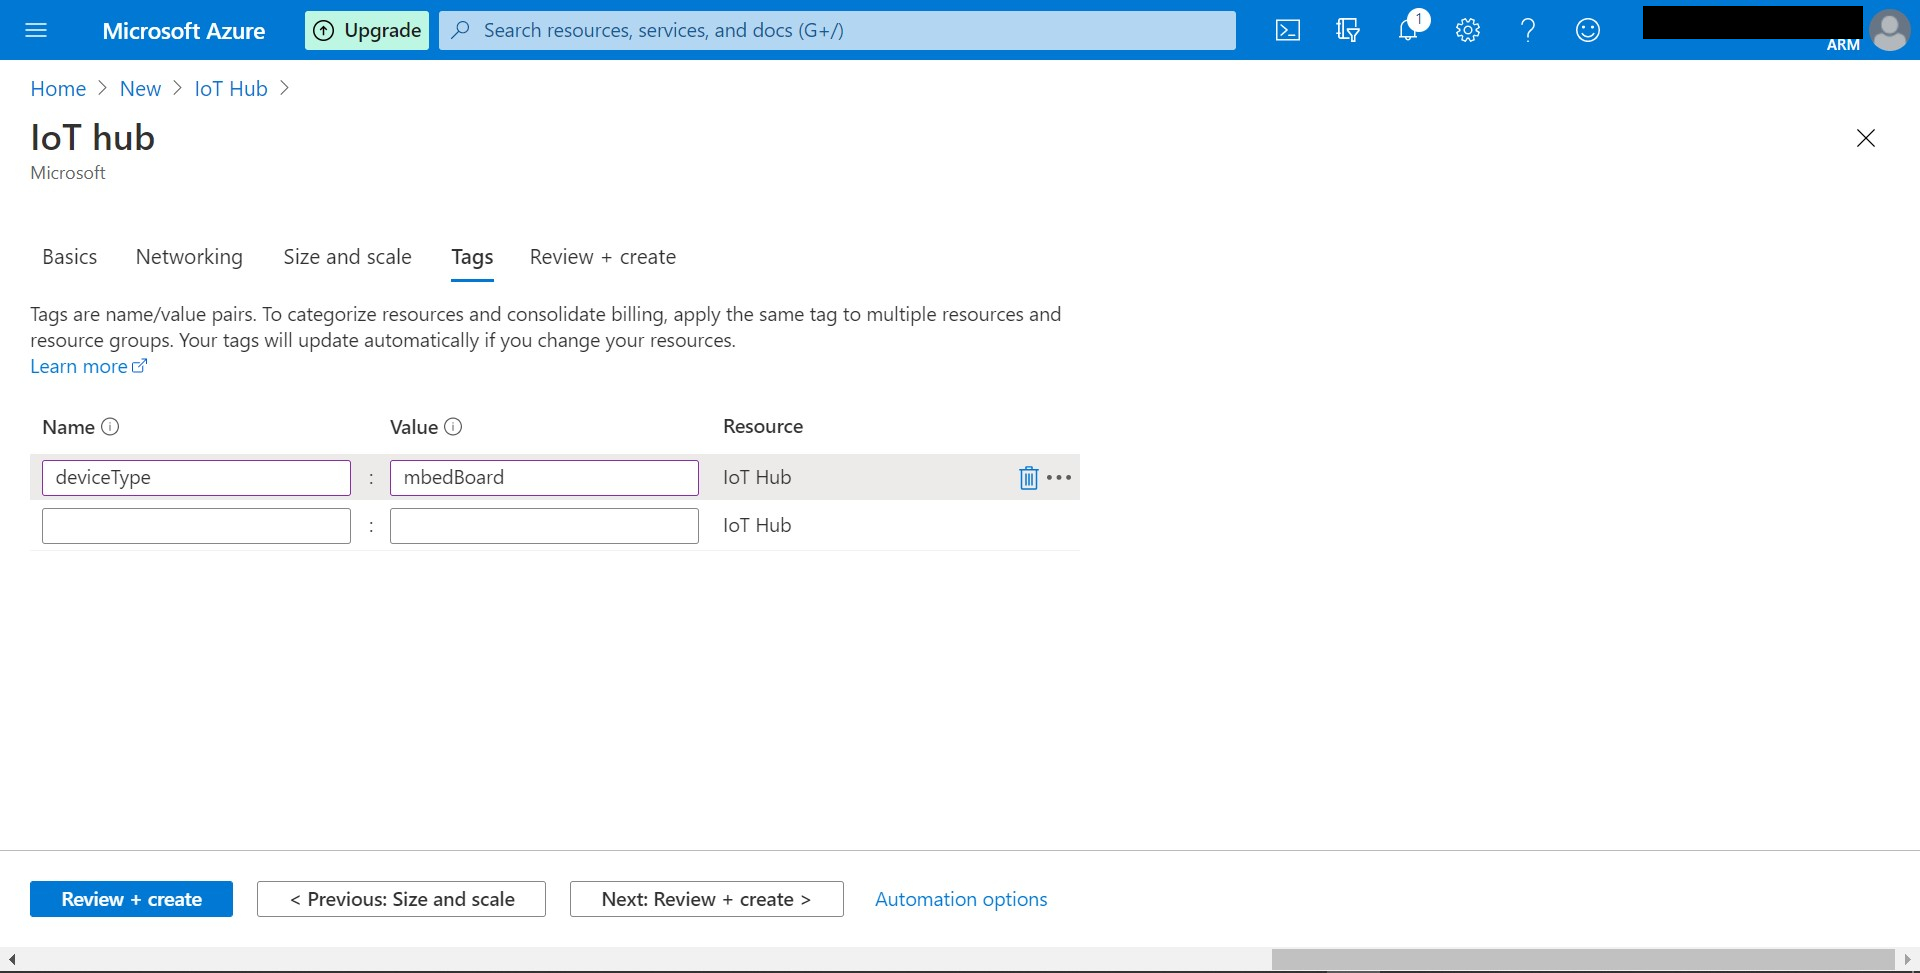 Microsoft Azure
Upgrade
Search resources, services, and docs (G+/)
1
ARM
Home > New > IoT Hub >
IoT hub
Microsoft
Basics
Networking
Size and scale
Tags
Review + create
Tags are name/value pairs. To categorize resources and consolidate billing, apply the same tag to multiple resources and
resource groups. Your tags will update automatically if you change your resources.
Learn more
Name
Value
Resource
deviceType : mbedBoard IoT Hub
: IoT Hub
Review + create
< Previous: Size and scale
Next: Review + create >
Automation options